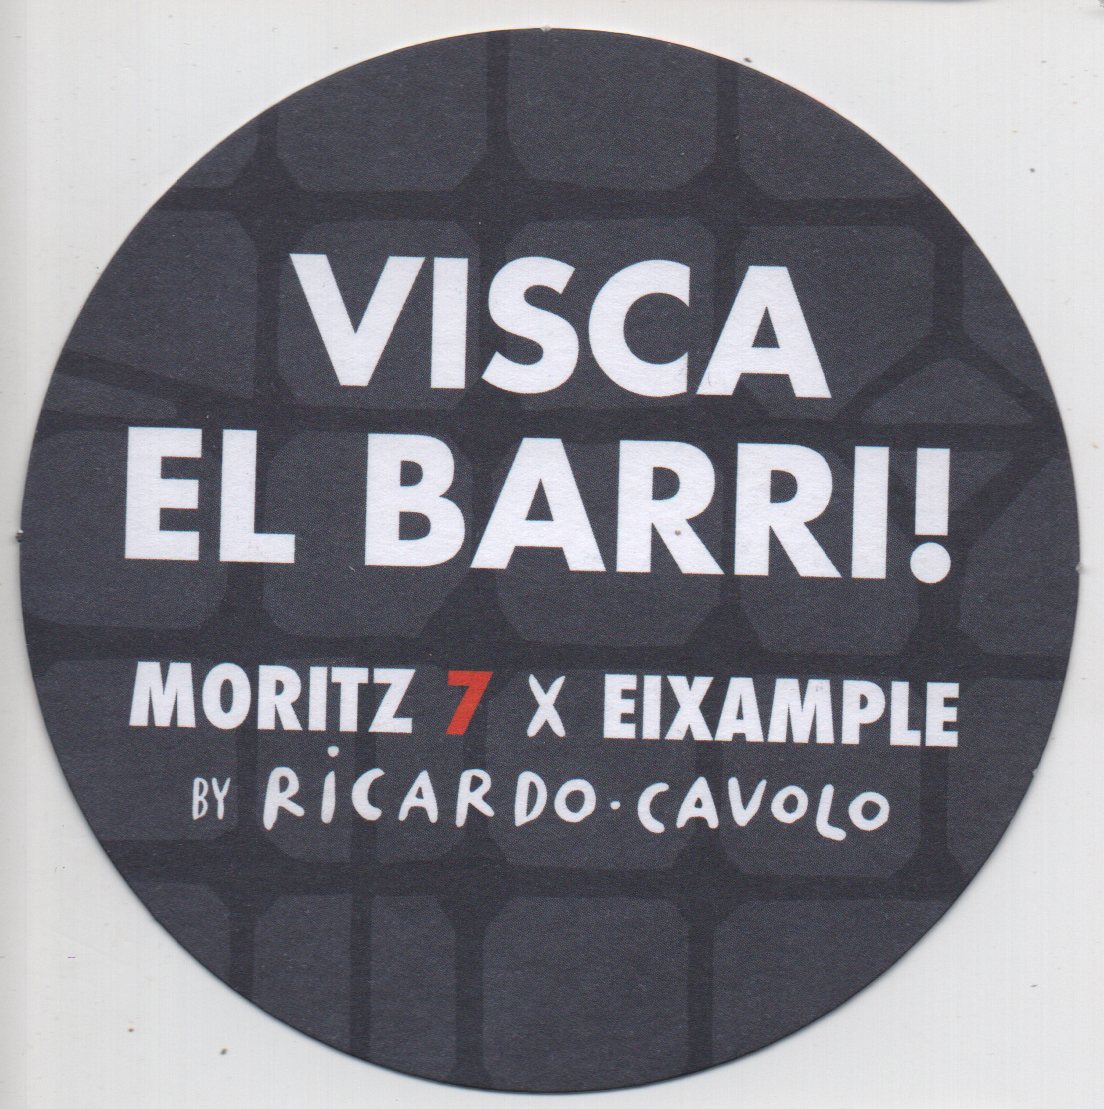 VISCA
EL BARRI!
MORITZ 7 X EIXAMPLE
BY RICARDO·CAVOLO